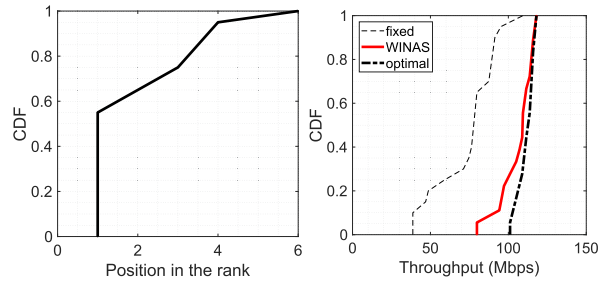 1
0.8
0.6
0.4
0.2
0
CDF
0 2 4 6
Position in the rank
1
0.8
0.6
0.4
0.2
0
CDF
fixed
WINAS
optimal
0 50 100 150
Throughput (Mbps)